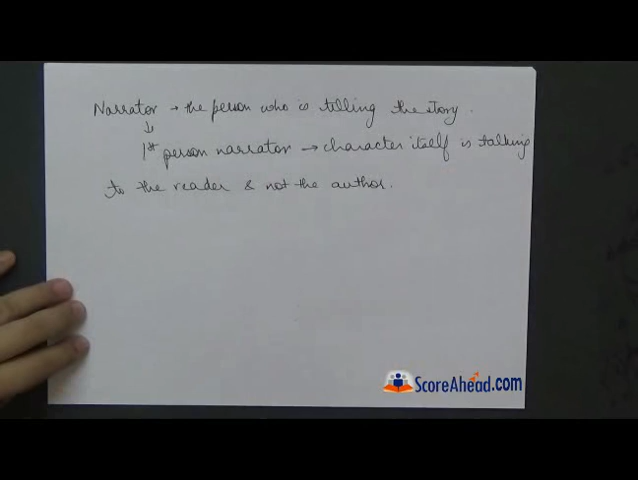 Narrator → the person who is telling the story.
↓
1st person narrator → character itself is talking
to the reader & not the author.
ScoreAhead.com